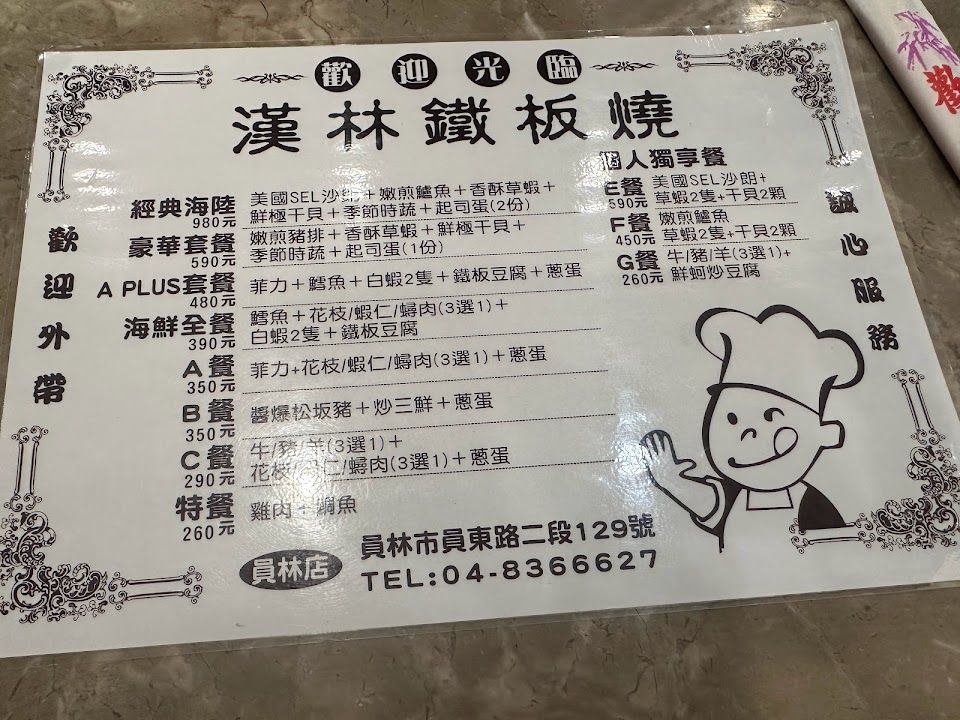 歡迎光臨
漢林鐵板燒
歡迎外帶
經典海陸
980元
美國SEL沙朗+嫩煎鱸魚+香酥草蝦+
鮮極干貝+季節時蔬+起司蛋(2份)
豪華套餐
590元
嫩煎豬排+香酥草蝦+鮮極干貝+
季節時蔬+起司蛋(1份)
A PLUS套餐
480元
菲力+鱈魚+白蝦2隻+鐵板豆腐+蔥蛋
海鮮全餐
390元
鱈魚+花枝/蝦仁/蟳肉(3選1)+
白蝦2隻+鐵板豆腐
A餐
350元
菲力+花枝/蝦仁/蟳肉(3選1)+蔥蛋
B餐
350元
醬爆松坂豬+炒三鮮+蔥蛋
C餐
290元
牛/豬/羊(3選1)+
花枝/蝦仁/蟳肉(3選1)+蔥蛋
特餐
260元
雞肉+鯛魚
個人獨享餐
E餐
590元
美國SEL沙朗+
草蝦2隻+干貝2顆
F餐
450元
嫩煎鱸魚
草蝦2隻+干貝2顆
G餐
260元
牛/豬/羊(3選1)+
鮮蚵炒豆腐
誠心服務
員林店
員林市員東路二段129號
TEL:04-8366627
歡